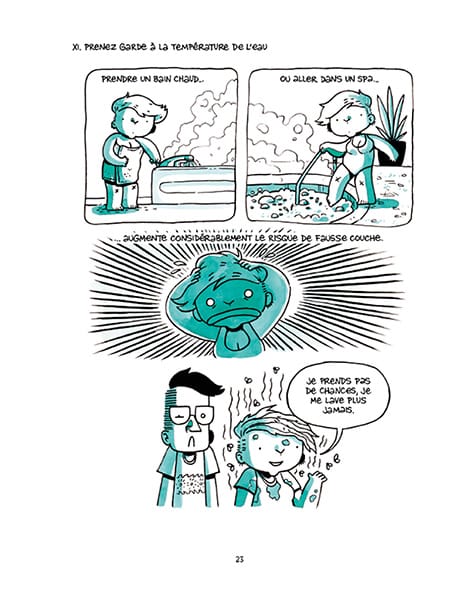 XI. PRENEZ GARDE À LA TEMPÉRATURE DE L'EAU
PRENDRE UN BAIN CHAUD...
OU ALLER DANS UN SPA...
... AUGMENTE CONSIDÉRABLEMENT LE RISQUE DE FAUSSE COUCHE.
JE PRENDS PAS
DE CHANCES, JE
ME LAVE PLUS
JAMAIS.
23